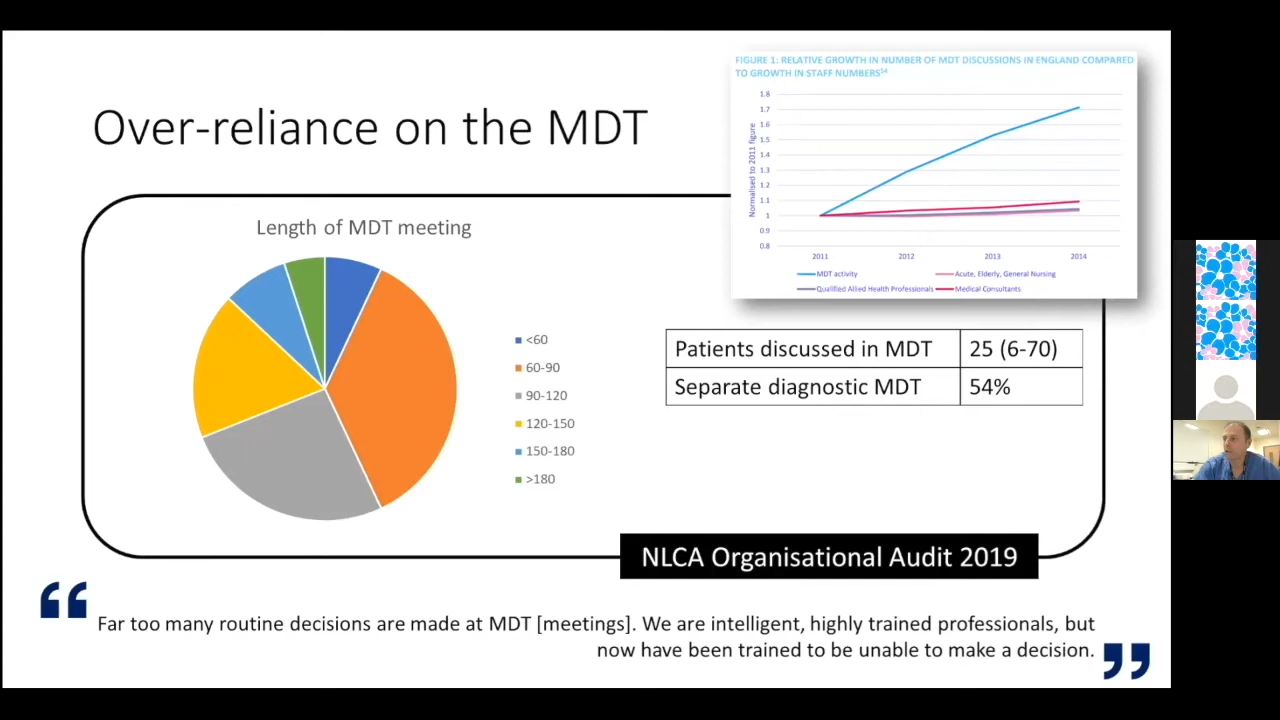 FIGURE 1: RELATIVE GROWTH IN NUMBER OF MDT DISCUSSIONS IN ENGLAND COMPARED
TO GROWTH IN STAFF NUMBERS54
Over-reliance on the MDT
1.8
1.7
1.6
1.5
1.4
1.3
1.2
1.1
1
0.9
0.8
Normalised to 2011 figure
2011 2012 2013 2014
MDT activity
Acute, Elderly, General Nursing
Qualified Allied Health Professionals
Medical Consultants
Length of MDT meeting
<60
60-90
90-120
120-150
150-180
>180
Patients discussed in MDT 25 (6-70)
Separate diagnostic MDT 54%
NLCA Organisational Audit 2019
“
Far too many routine decisions are made at MDT [meetings]. We are intelligent, highly trained professionals, but
now have been trained to be unable to make a decision.
”